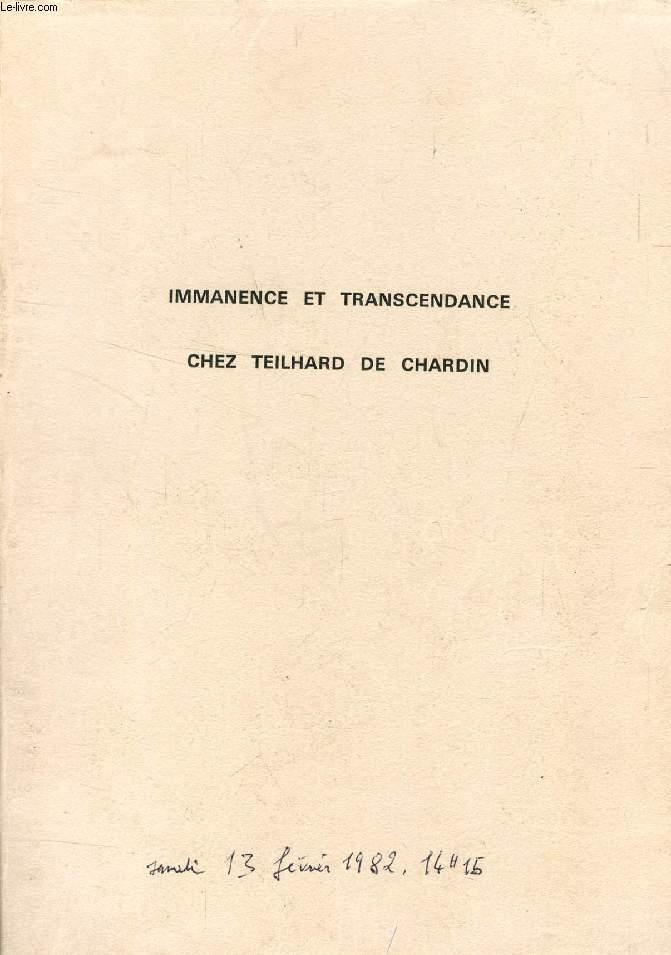 Le-livre.com
IMMANENCE ET TRANSCENDANCE
CHEZ TEILHARD DE CHARDIN
samedi 13 février 1982, 14H15